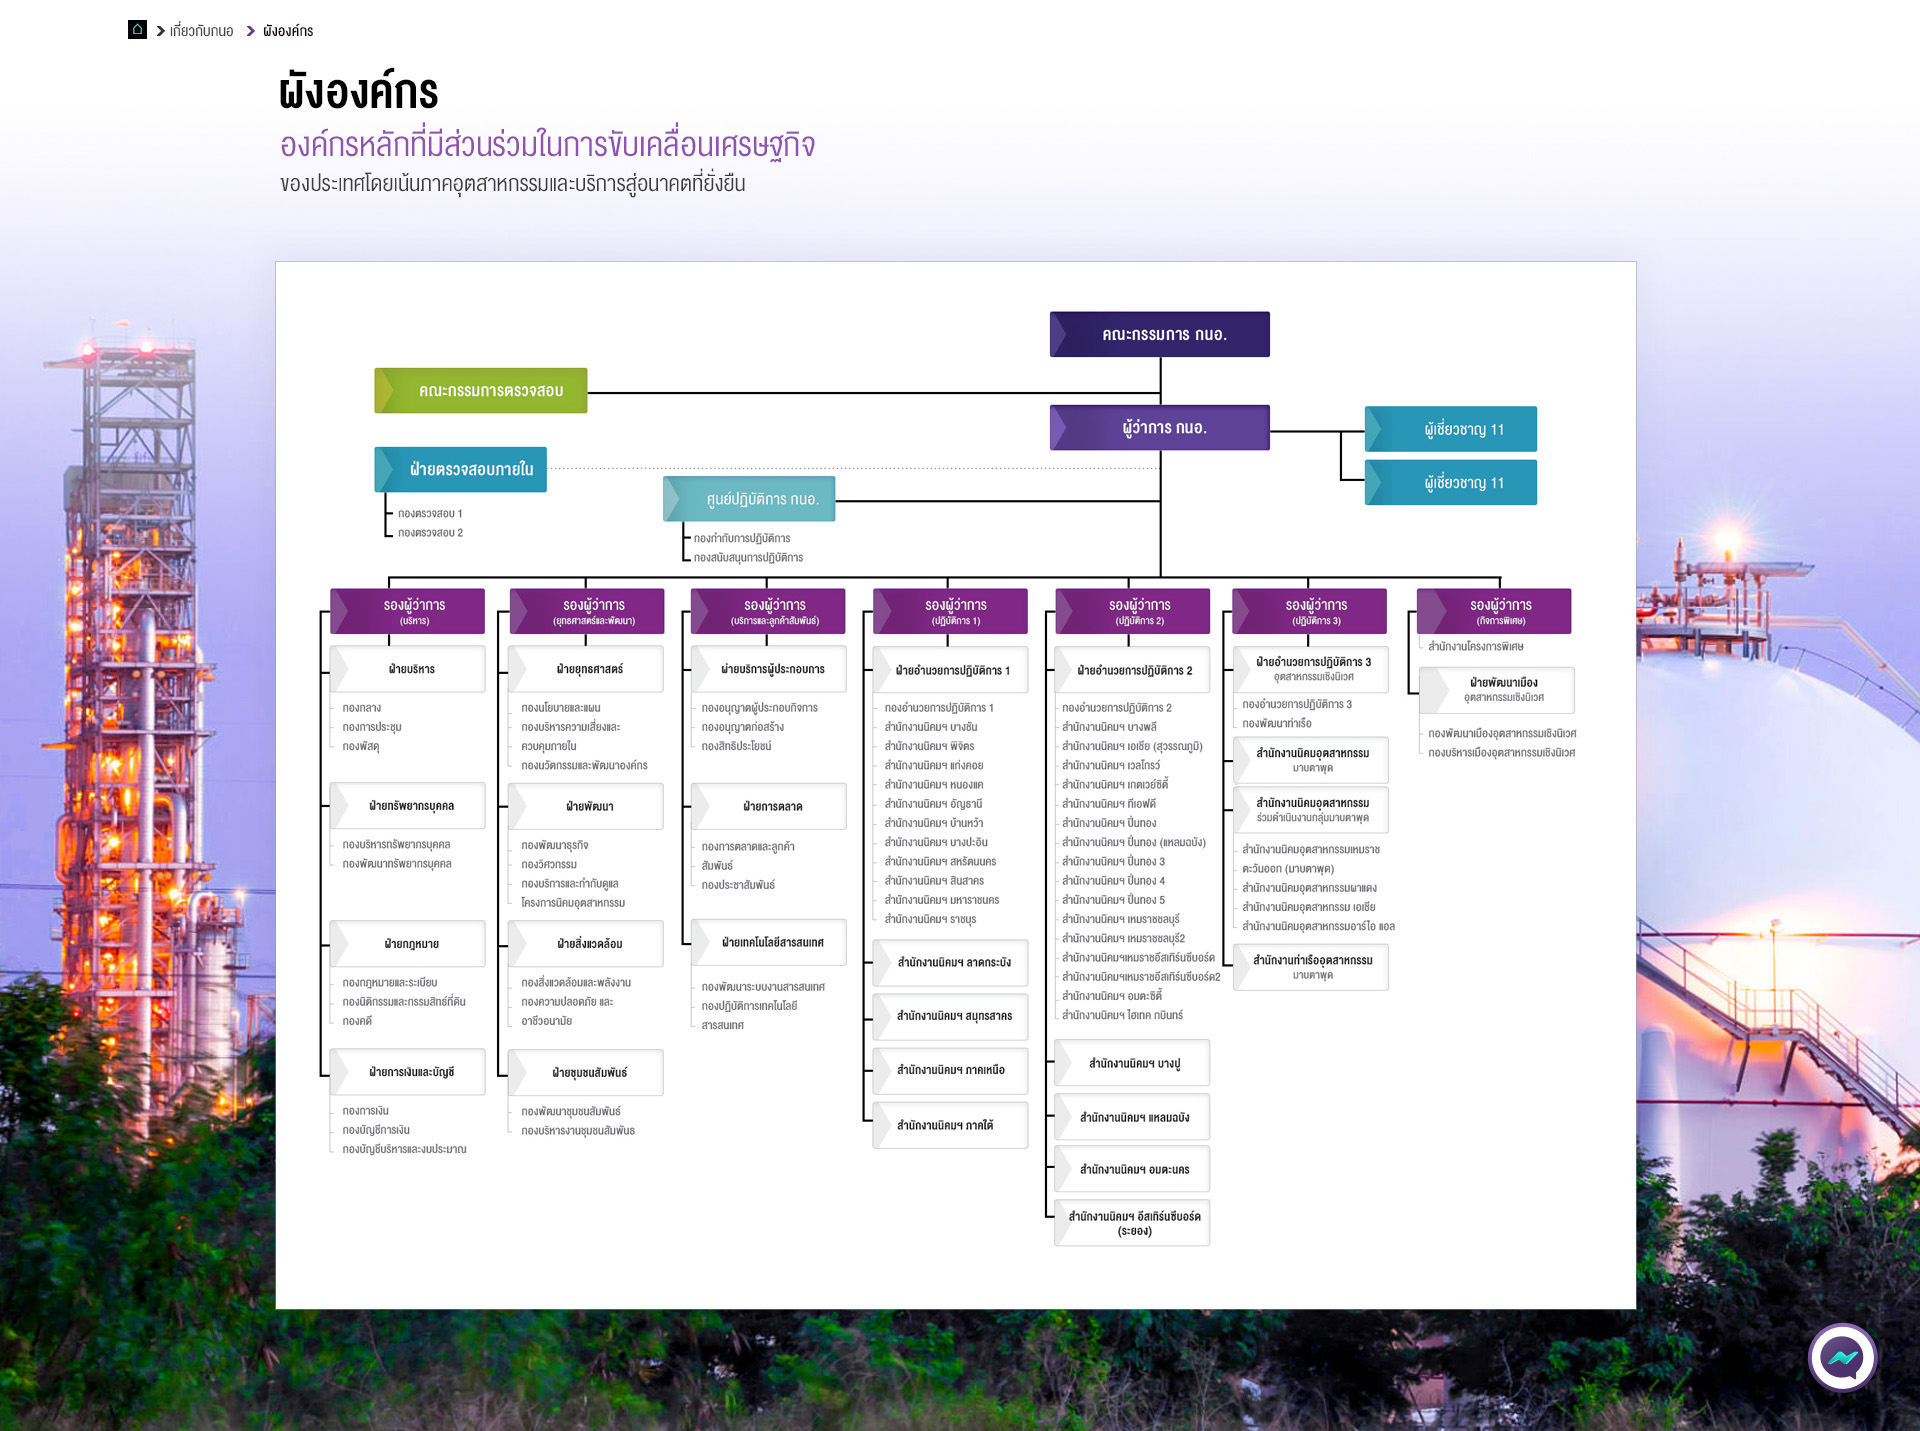 เกี่ยวกับกนอ
ผังองค์กร
ผังองค์กร
องค์กรหลักที่มีส่วนร่วมในการขับเคลื่อนเศรษฐกิจ
ของประเทศโดยเน้นภาคอุตสาหกรรมและบริการสู่อนาคตที่ยั่งยืน
คณะกรรมการ กนอ.
คณะกรรมการตรวจสอบ
ผู้ว่าการ กนอ.
ผู้เชี่ยวชาญ 11
ผู้เชี่ยวชาญ 11
ฝ่ายตรวจสอบภายใน
กองตรวจสอบ 1
กองตรวจสอบ 2
ศูนย์ปฏิบัติการ กนอ.
กองกำกับการปฏิบัติการ
กองสนับสนุนการปฏิบัติการ
รองผู้ว่าการ
(บริหาร)
ฝ่ายบริหาร
กองกลาง
กองการประชุม
กองพัสดุ
ฝ่ายทรัพยากรบุคคล
กองบริหารทรัพยากรบุคคล
กองพัฒนาทรัพยากรบุคคล
ฝ่ายกฎหมาย
กองกฎหมายและระเบียบ
กองนิติกรรมและกรรมสิทธิ์ที่ดิน
กองคดี
ฝ่ายการเงินและบัญชี
กองการเงิน
กองบัญชีการเงิน
กองบัญชีบริหารและงบประมาณ
รองผู้ว่าการ
(ยุทธศาสตร์และพัฒนา)
ฝ่ายยุทธศาสตร์
กองนโยบายและแผน
กองบริหารความเสี่ยงและ
ควบคุมภายใน
กองนวัตกรรมและพัฒนาองค์กร
ฝ่ายพัฒนา
กองพัฒนาธุรกิจ
กองวิศวกรรม
กองบริการและกำกับดูแล
โครงการนิคมอุตสาหกรรม
ฝ่ายสิ่งแวดล้อม
กองสิ่งแวดล้อมและพลังงาน
กองความปลอดภัย และ
อาชีวอนามัย
ฝ่ายชุมชนสัมพันธ์
กองพัฒนาชุมชนสัมพันธ์
กองบริหารงานชุมชนสัมพันธ
รองผู้ว่าการ
(บริการและลูกค้าสัมพันธ์)
ผ่ายบริการผู้ประกอบการ
กองอนุญาตผู้ประกอบกิจการ
กองอนุญาตก่อสร้าง
กองสิทธิประโยชน์
ฝ่ายการตลาด
กองการตลาดและลูกค้า
สัมพันธ์
กองประชาสัมพันธ์
ฝ่ายเทคโนโลยีสารสนเทศ
กองพัฒนาระบบงานสารสนเทศ
กองปฏิบัติการเทคโนโลยี
สารสนเทศ
รองผู้ว่าการ
(ปฏิบัติการ 1)
ฝ่ายอำนวยการปฏิบัติการ 1
กองอำนวยการปฏิบัติการ 1
สำนักงานนิคมฯ บางชัน
สำนักงานนิคมฯ พิจิตร
สำนักงานนิคมฯ แก่งคอย
สำนักงานนิคมฯ หนองแค
สำนักงานนิคมฯ อัญธานี
สำนักงานนิคมฯ บ้านหว้า
สำนักงานนิคมฯ บางปะอิน
สำนักงานนิคมฯ สหรัตนนคร
สำนักงานนิคมฯ สินสาคร
สำนักงานนิคมฯ มหาราชนคร
สำนักงานนิคมฯ ราชบุร
สำนักงานนิคมฯ ลาดกระบัง
สำนักงานนิคมฯ สมุทรสาคร
สำนักงานนิคมฯ ภาคเหนือ
สำนักงานนิคมฯ ภาคใต้
รองผู้ว่าการ
(ปฏิบัติการ 2)
ฝ่ายอำนวยการปฏิบัติการ 2
กองอำนวยการปฏิบัติการ 2
สำนักงานนิคมฯ บางพลี
สำนักงานนิคมฯ เอเชีย (สุวรรณภูมิ)
สำนักงานนิคมฯ เวลโกรว์
สำนักงานนิคมฯ เกตเวย์ซิตี้
สำนักงานนิคมฯ ทีเอฟดี
สำนักงานนิคมฯ ปิ่นทอง
สำนักงานนิคมฯ ปิ่นทอง (แหลมฉบัง)
สำนักงานนิคมฯ ปิ่นทอง 3
สำนักงานนิคมฯ ปิ่นทอง 4
สำนักงานนิคมฯ ปิ่นทอง 5
สำนักงานนิคมฯ เหมราชชลบุรี
สำนักงานนิคมฯ เหมราชชลบุรี2
สำนักงานนิคมฯเหมราชอีสเทิร์นซีบอร์ด
สำนักงานนิคมฯเหมราชอีสเทิร์นซีบอร์ด2
สำนักงานนิคมฯ อมตะซิตี้
สำนักงานนิคมฯ ไฮเทค กบินทร์
สำนักงานนิคมฯ บางปู
สำนักงานนิคมฯ แหลมฉบัง
สำนักงานนิคมฯ อมตะนคร
สำนักงานนิคมฯ อีสเทิร์นซีบอร์ด
(ระยอง)
รองผู้ว่าการ
(ปฏิบัติการ 3)
ฝ่ายอำนวยการปฏิบัติการ 3
อุตสาหกรรมเชิงนิเวศ
กองอำนวยการปฏิบัติการ 3
กองพัฒนาท่าเรือ
สำนักงานนิคมอุตสาหกรรม
มาบตาพุด
สำนักงานนิคมอุตสาหกรรม
ร่วมดำเนินงานกลุ่มมาบตาพุด
สำนักงานนิคมอุตสาหกรรมเหมราช
ตะวันออก (มาบตาพุด)
สำนักงานนิคมอุตสาหกรรมผาแดง
สำนักงานนิคมอุตสาหกรรม เอเชีย
สำนักงานนิคมอุตสาหกรรมอาร์ไอ แอล
สำนักงานท่าเรืออุตสาหกรรม
มาบตาพุด
รองผู้ว่าการ
(กิจการพิเศษ)
สำนักงานโครงการพิเศษ
ฝ่ายพัฒนาเมือง
อุตสาหกรรมเชิงนิเวศ
กองพัฒนาเมืองอุตสาหกรรมเชิงนิเวศ
กองบริหารเมืองอุตสาหกรรมเชิงนิเวศ